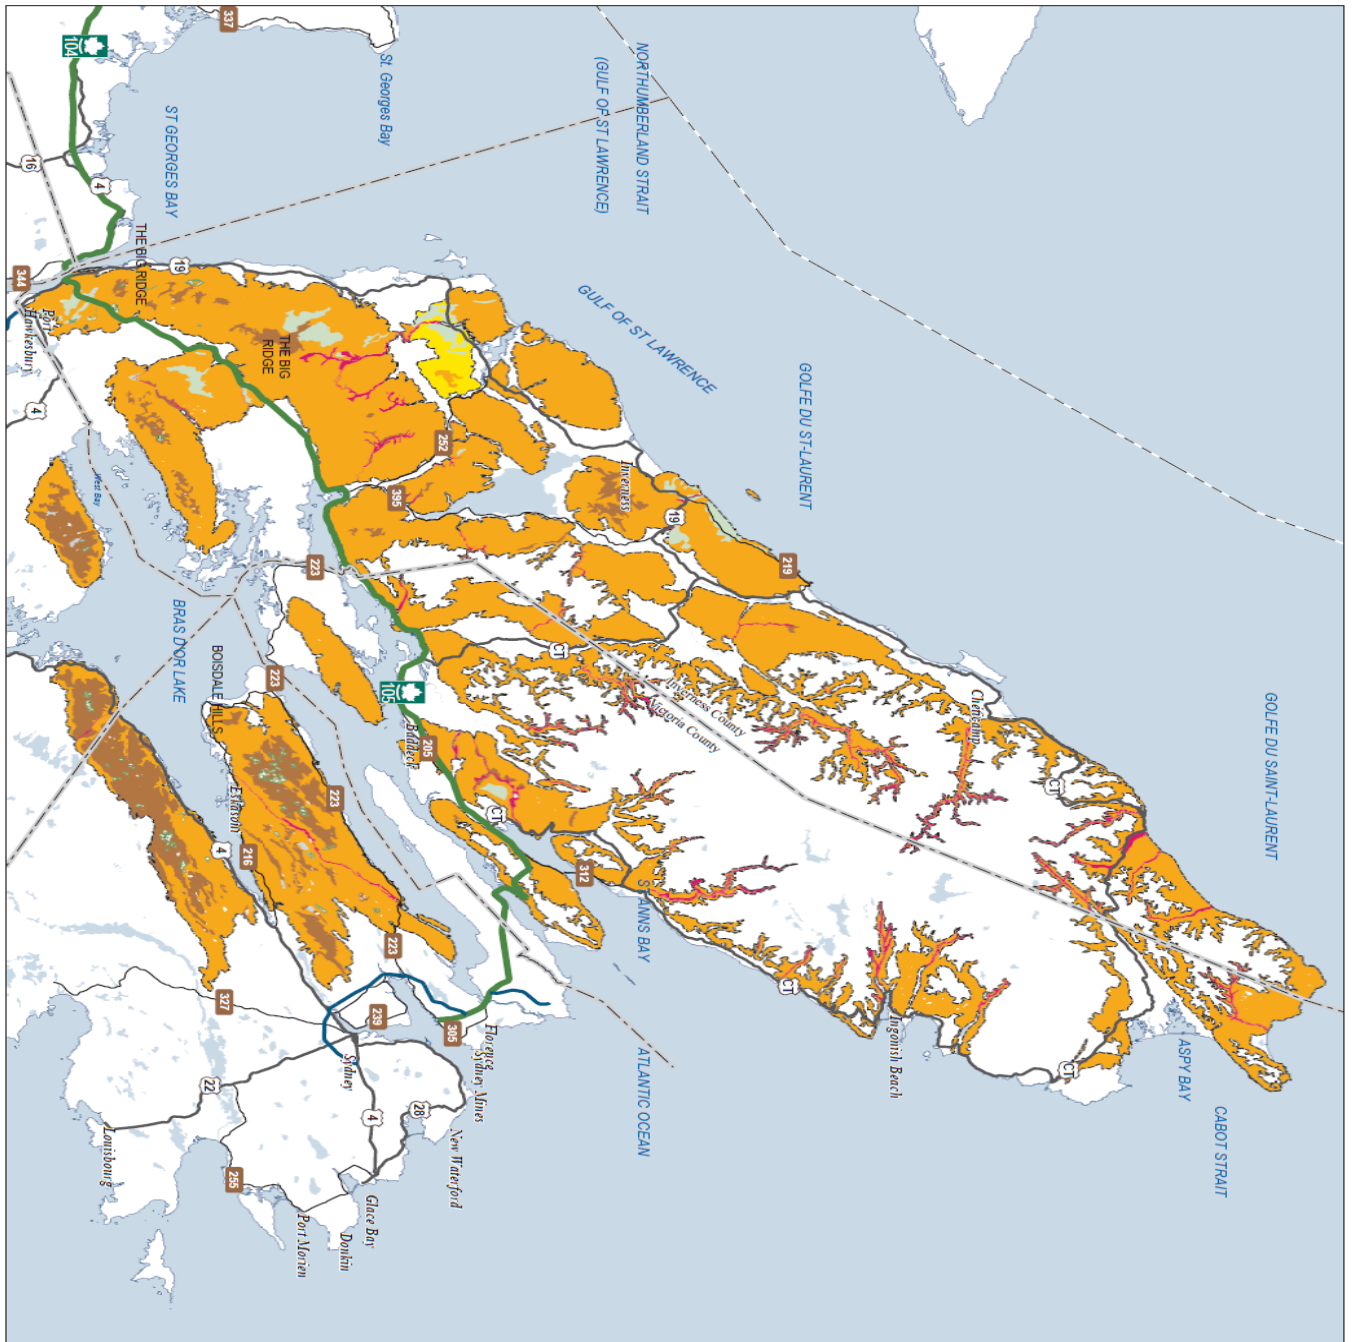 337
104
St. Georges Bay
NORTHUMBERLAND STRAIT
(GULF OF ST LAWRENCE)
ST GEORGES BAY
16
4
THE BIG RIDGE
19
344
Port
Hawkesbury
THE BIG
RIDGE
GULF OF ST LAWRENCE
GOLFE DU ST-LAURENT
4
252
West Bay
395
Inverness
19
219
223
BRAS D'OR LAKE
BOISDALE HILLS
CT
223
105
Inverness County
Victoria County
Cheticamp
GOLFE DU SAINT-LAURENT
205
Baddeck
223
Eskasoni
CT
CT
4
216
312
ST ANNS BAY
223
327
CT
239
305
Ingonish Beach
Florence
Sydney Mines
Sydney
ATLANTIC OCEAN
CT
ASPY BAY
CABOT STRAIT
22
4
28
New Waterford
Louisbourg
255
Glace Bay
Port Morien
Donkin